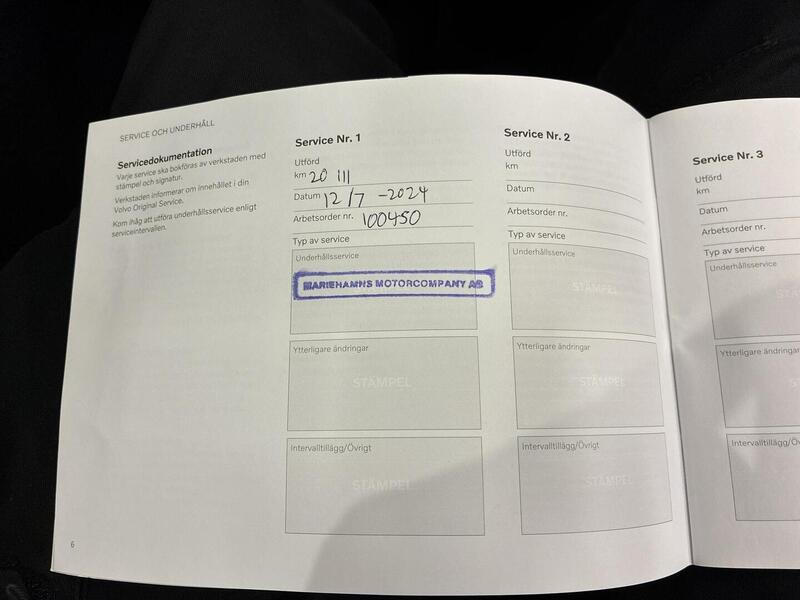 SERVICE OCH UNDERHÅLL
Servicedokumentation
Varje service ska bokföras av verkstaden med
stämpel och signatur.
Verkstaden informerar om innehållet i din
Volvo Original Service.
Kom ihåg att utföra underhållsservice enligt
serviceintervallen.
6
Service Nr. 1
Utförd
km 20 111
Datum 12/7 -2024
Arbetsorder nr. 100450
Typ av service
Underhållsservice
MARIEHAMNS MOTORCOMPANY AB
Ytterligare ändringar
STÄMPEL
Intervalltillägg/Övrigt
STÄMPEL
Service Nr. 2
Utförd
km
Datum
Arbetsorder nr.
Typ av service
Underhållsservice
STÄMPEL
Ytterligare ändringar
STÄMPEL
Intervalltillägg/Övrigt
STÄMPEL
Service Nr. 3
Utförd
km
Datum
Arbetsorder nr.
Typ av service
Underhållsservice
Ytterligare ändringar
Intervalltillägg/Övri